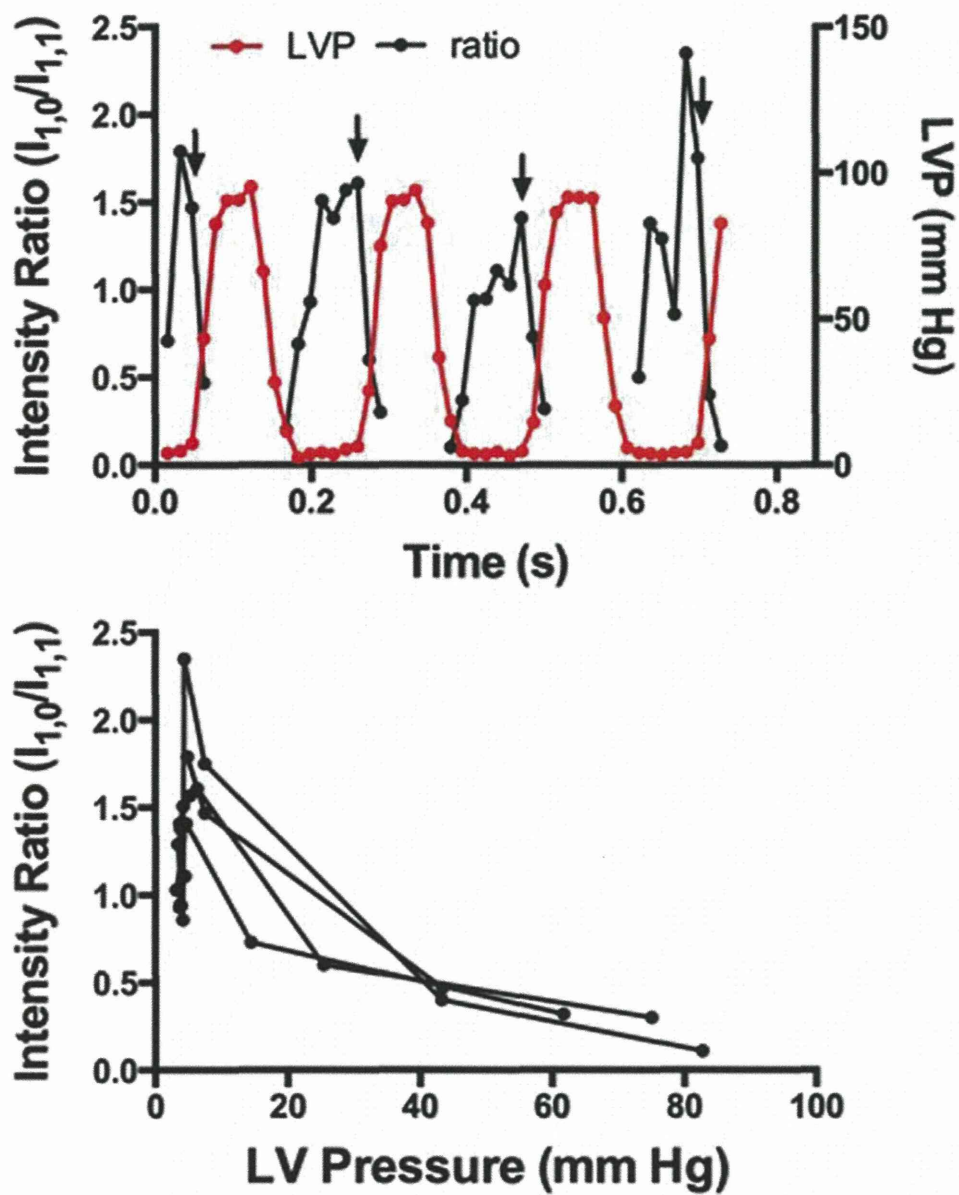 LVP ratio
Intensity Ratio (I1,0/I1,1)
2.5
2.0
1.5
1.0
0.5
0.0
150
100
50
0
LVP (mm Hg)
0.0 0.2 0.4 0.6 0.8
Time (s)
Intensity Ratio (I1,0/I1,1)
2.5
2.0
1.5
1.0
0.5
0.0
0 20 40 60 80 100
LV Pressure (mm Hg)